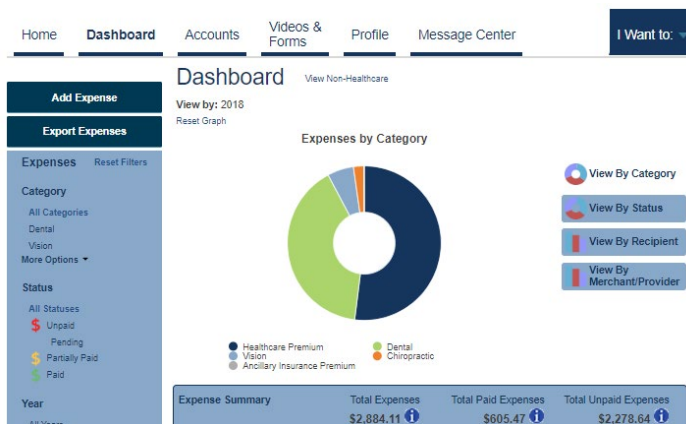 Home
Dashboard
Accounts
Videos &
Forms
Profile
Message Center
I Want to:
Add Expense
Export Expenses
Expenses Reset Filters
Category
All Categories
Dental
Vision
More Options
Status
All Statuses
$ Unpaid
Pending
$ Partially Paid
$ Paid
Year
All Years
Dashboard View Non-Healthcare
View by: 2018
Reset Graph
Expenses by Category
Healthcare Premium Dental
Vision Chiropractic
Ancillary Insurance Premium
View By Category
View By Status
View By Recipient
View By
Merchant/Provider
Expense Summary Total Expenses Total Paid Expenses Total Unpaid Expenses
$2,884.11 i $605.47 i $2,278.64 i